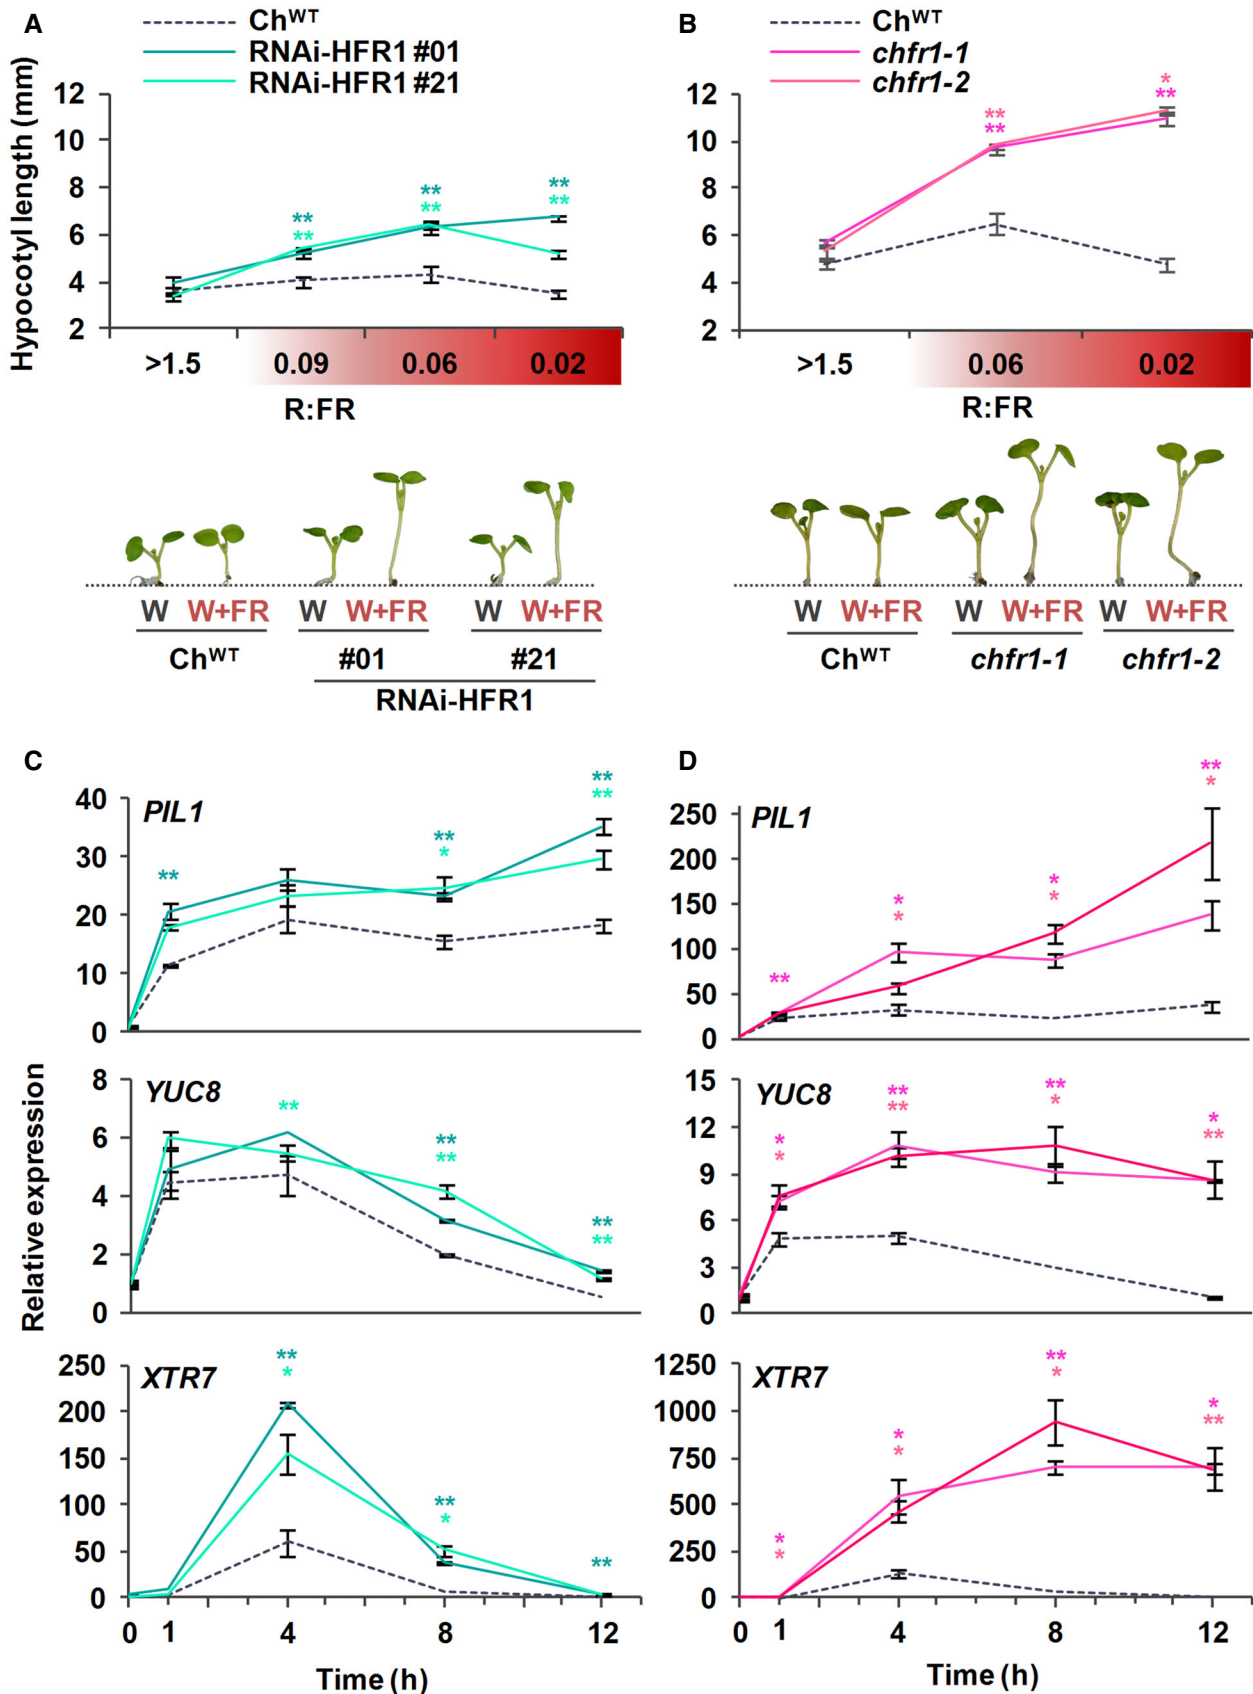 A
Ch^WT
RNAi-HFR1 #01
RNAi-HFR1 #21
Hypocotyl length (mm)
12
10
8
6
4
2
** ** **
** ** **
>1.5 0.09 0.06 0.02
R:FR
W W+FR W W+FR W W+FR
Ch^WT #01 #21
RNAi-HFR1
B
Ch^WT
chfr1-1
chfr1-2
12
10
8
6
4
2
** *
** **
>1.5 0.06 0.02
R:FR
W W+FR W W+FR W W+FR
Ch^WT chfr1-1 chfr1-2
C
Relative expression
PIL1
40
30
20
10
0
** ** **
* **
YUC8
8
6
4
2
0
** ** **
** **
XTR7
250
200
150
100
50
0
** ** **
* *
0 1 4 8 12
Time (h)
D
PIL1
250
200
150
100
50
0
** * * **
* * *
YUC8
15
12
9
6
3
0
* ** ** *
* ** * **
XTR7
1250
1000
750
500
250
0
* * ** *
* * * **
0 1 4 8 12
Time (h)